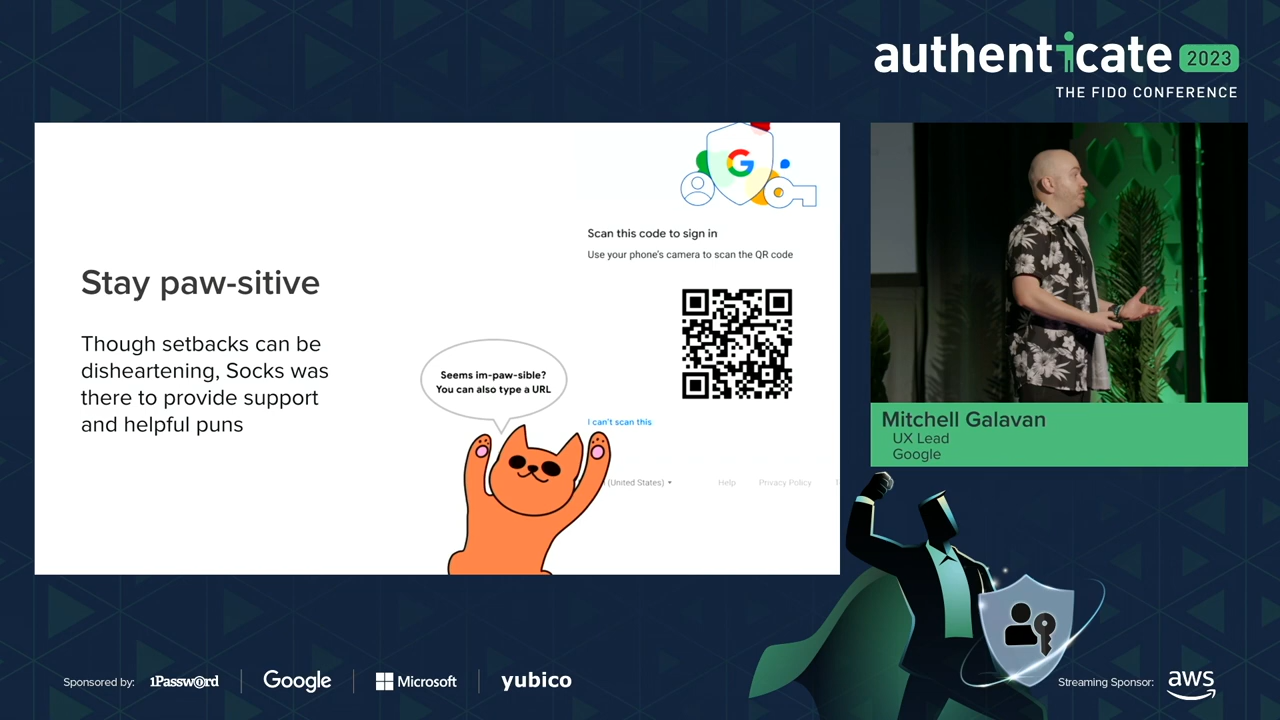 authenticate 2023
THE FIDO CONFERENCE
Scan this code to sign in
Use your phone's camera to scan the QR code
Stay paw-sitive
Though setbacks can be
disheartening, Socks was
there to provide support
and helpful puns
Seems im-paw-sible?
You can also type a URL
I can't scan this
(United States)
Help
Privacy Policy
Mitchell Galavan
UX Lead
Google
Sponsored by:
1Password
Google
Microsoft
yubico
Streaming Sponsor:
aws